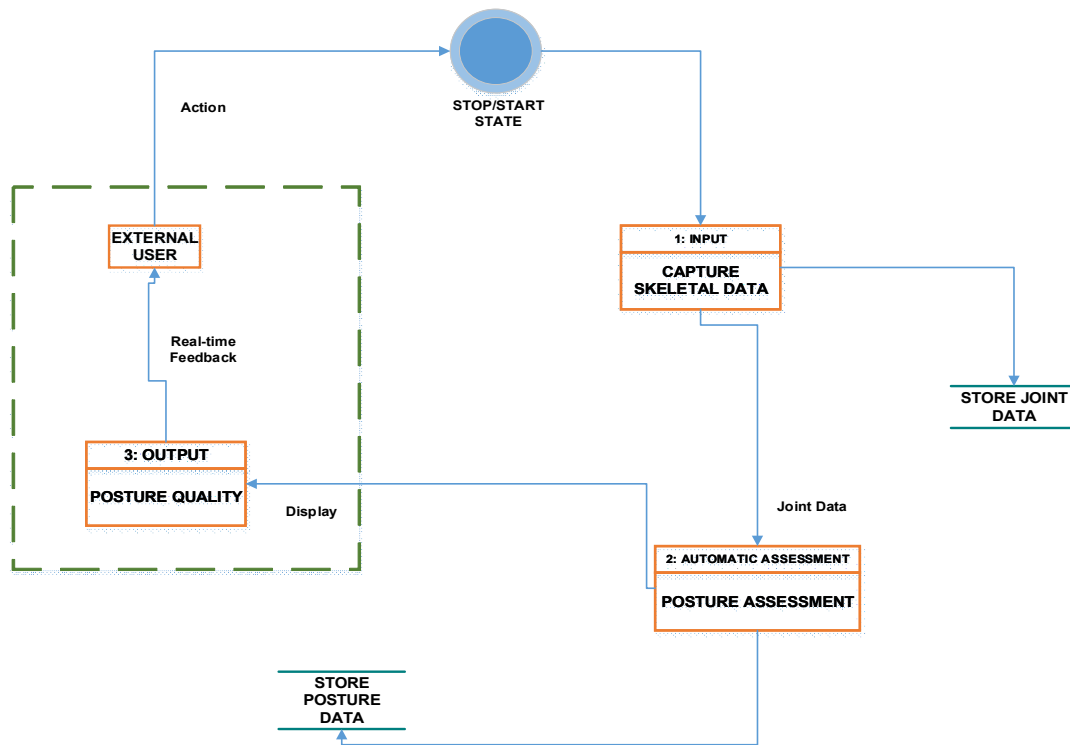 Action
STOP/START
STATE
EXTERNAL
USER
1: INPUT
CAPTURE
SKELETAL DATA
Real-time
Feedback
STORE JOINT
DATA
3: OUTPUT
POSTURE QUALITY
Display
Joint Data
2: AUTOMATIC ASSESSMENT
POSTURE ASSESSMENT
STORE
POSTURE
DATA